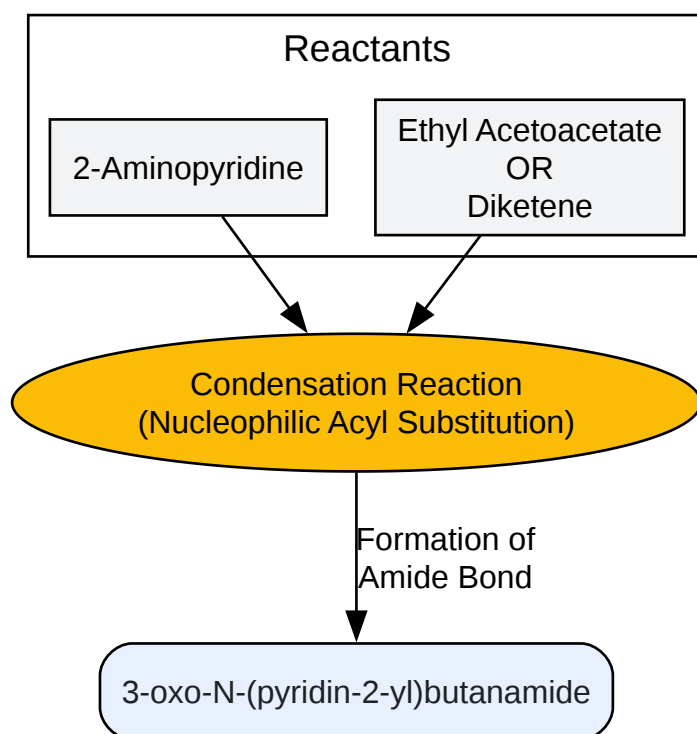 Reactants
2-Aminopyridine
Ethyl Acetoacetate
OR
Diketene
Condensation Reaction
(Nucleophilic Acyl Substitution)
Formation of
Amide Bond
3-oxo-N-(pyridin-2-yl)butanamide